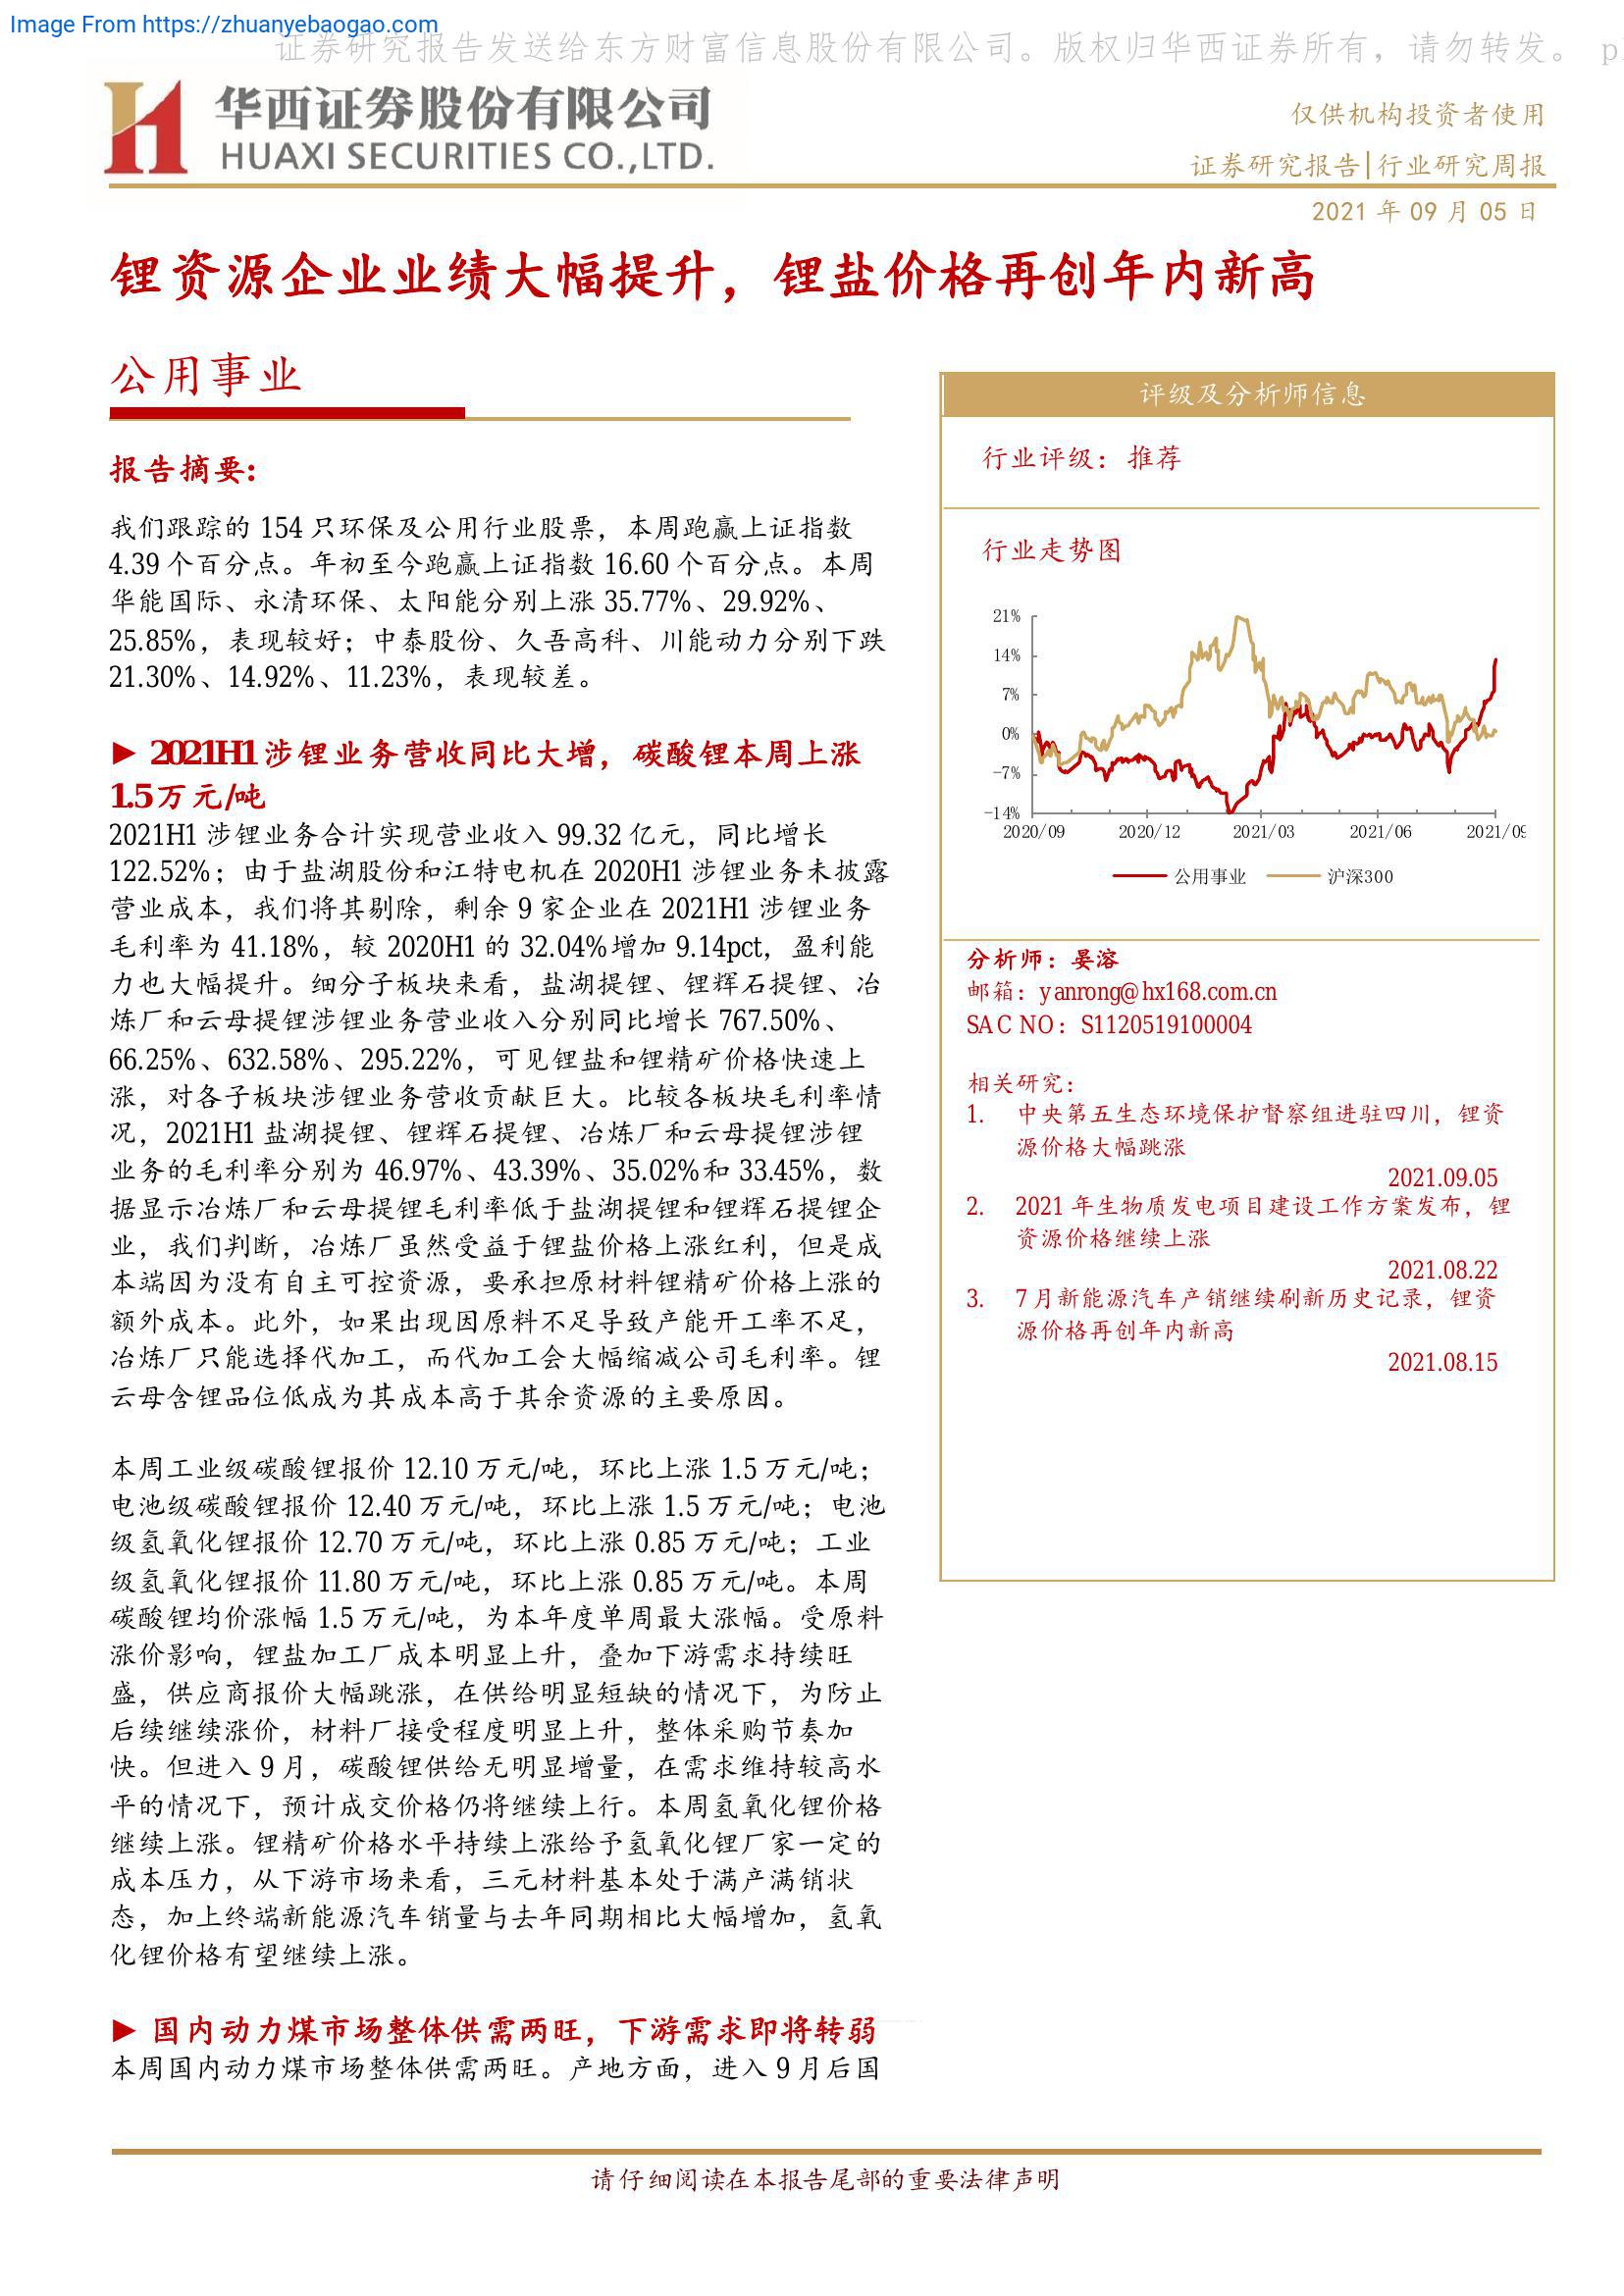 Image From https://zhuanyebaogao.com
证券研究报告发送给东方财富信息股份有限公司。版权归华西证券所有，请勿转发。 p
华西证券股份有限公司
HUAXI SECURITIES CO.,LTD.
仅供机构投资者使用
证券研究报告|行业研究周报
2021 年 09 月 05 日
锂资源企业业绩大幅提升，锂盐价格再创年内新高
公用事业
报告摘要:
我们跟踪的 154 只环保及公用行业股票，本周跑赢上证指数
4.39 个百分点。年初至今跑赢上证指数 16.60 个百分点。本周
华能国际、永清环保、太阳能分别上涨 35.77%、29.92%、
25.85%，表现较好；中泰股份、久吾高科、川能动力分别下跌
21.30%、14.92%、11.23%，表现较差。
► 2021H1 涉锂业务营收同比大增，碳酸锂本周上涨
1.5 万元/吨
2021H1 涉锂业务合计实现营业收入 99.32 亿元，同比增长
122.52%；由于盐湖股份和江特电机在 2020H1 涉锂业务未披露
营业成本，我们将其剔除，剩余 9 家企业在 2021H1 涉锂业务
毛利率为 41.18%，较 2020H1 的 32.04%增加 9.14pct，盈利能
力也大幅提升。细分子板块来看，盐湖提锂、锂辉石提锂、冶
炼厂和云母提锂涉锂业务营业收入分别同比增长 767.50%、
66.25%、632.58%、295.22%，可见锂盐和锂精矿价格快速上
涨，对各子板块涉锂业务营收贡献巨大。比较各板块毛利率情
况，2021H1 盐湖提锂、锂辉石提锂、冶炼厂和云母提锂涉锂
业务的毛利率分别为 46.97%、43.39%、35.02%和 33.45%，数
据显示冶炼厂和云母提锂毛利率低于盐湖提锂和锂辉石提锂企
业，我们判断，冶炼厂虽然受益于锂盐价格上涨红利，但是成
本端因为没有自主可控资源，要承担原材料锂精矿价格上涨的
额外成本。此外，如果出现因原料不足导致产能开工率不足，
冶炼厂只能选择代加工，而代加工会大幅缩减公司毛利率。锂
云母含锂品位低成为其成本高于其余资源的主要原因。
本周工业级碳酸锂报价 12.10 万元/吨，环比上涨 1.5 万元/吨；
电池级碳酸锂报价 12.40 万元/吨，环比上涨 1.5 万元/吨；电池
级氢氧化锂报价 12.70 万元/吨，环比上涨 0.85 万元/吨；工业
级氢氧化锂报价 11.80 万元/吨，环比上涨 0.85 万元/吨。本周
碳酸锂均价涨幅 1.5 万元/吨，为本年度单周最大涨幅。受原料
涨价影响，锂盐加工厂成本明显上升，叠加下游需求持续旺
盛，供应商报价大幅跳涨，在供给明显短缺的情况下，为防止
后续继续涨价，材料厂接受程度明显上升，整体采购节奏加
快。但进入 9 月，碳酸锂供给无明显增量，在需求维持较高水
平的情况下，预计成交价格仍将继续上行。本周氢氧化锂价格
继续上涨。锂精矿价格水平持续上涨给予氢氧化锂厂家一定的
成本压力，从下游市场来看，三元材料基本处于满产满销状
态，加上终端新能源汽车销量与去年同期相比大幅增加，氢氧
化锂价格有望继续上涨。
► 国内动力煤市场整体供需两旺，下游需求即将转弱
本周国内动力煤市场整体供需两旺。产地方面，进入 9 月后国
评级及分析师信息
行业评级：推荐
行业走势图
21%
14%
7%
0%
-7%
-14%
2020/09 2020/12 2021/03 2021/06 2021/09
公用事业 沪深300
分析师：晏溶
邮箱：yanrong@hx168.com.cn
SAC NO：S1120519100004
相关研究：
1. 中央第五生态环境保护督察组进驻四川，锂资
源价格大幅跳涨
2021.09.05
2. 2021 年生物质发电项目建设工作方案发布，锂
资源价格继续上涨
2021.08.22
3. 7 月新能源汽车产销继续刷新历史记录，锂资
源价格再创年内新高
2021.08.15
请仔细阅读在本报告尾部的重要法律声明